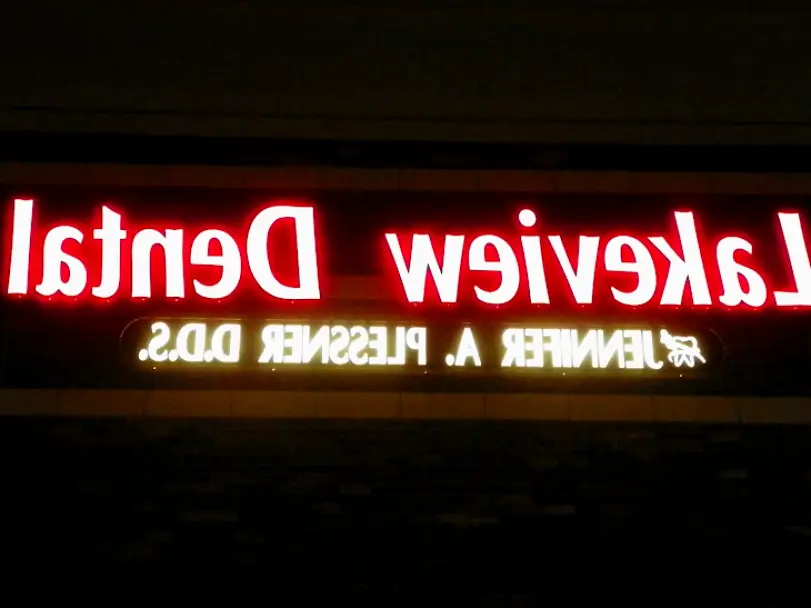 Lakeview Dental
JENNIFER A. PLESSNER D.D.S.